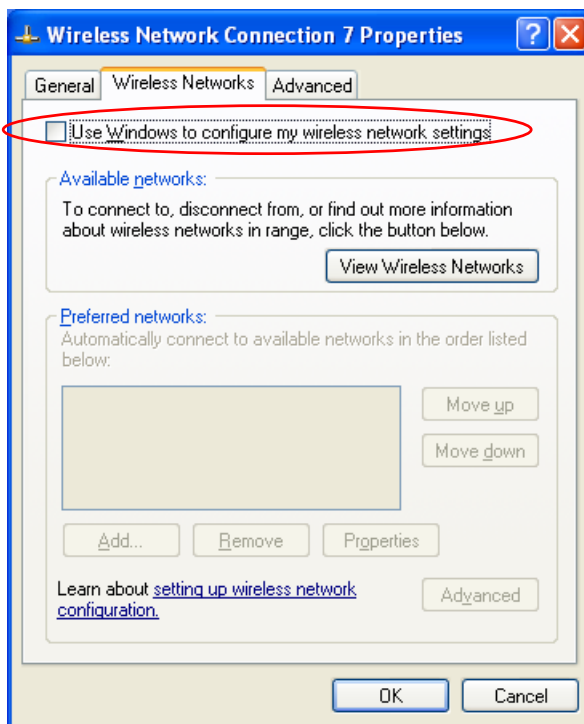 Wireless Network Connection 7 Properties
General Wireless Networks Advanced
Use Windows to configure my wireless network settings
Available networks:
To connect to, disconnect from, or find out more information
about wireless networks in range, click the button below.
View Wireless Networks
Preferred networks:
Automatically connect to available networks in the order listed
below:
Move up
Move down
Add... Remove Properties
Learn about setting up wireless network
configuration.
Advanced
OK Cancel